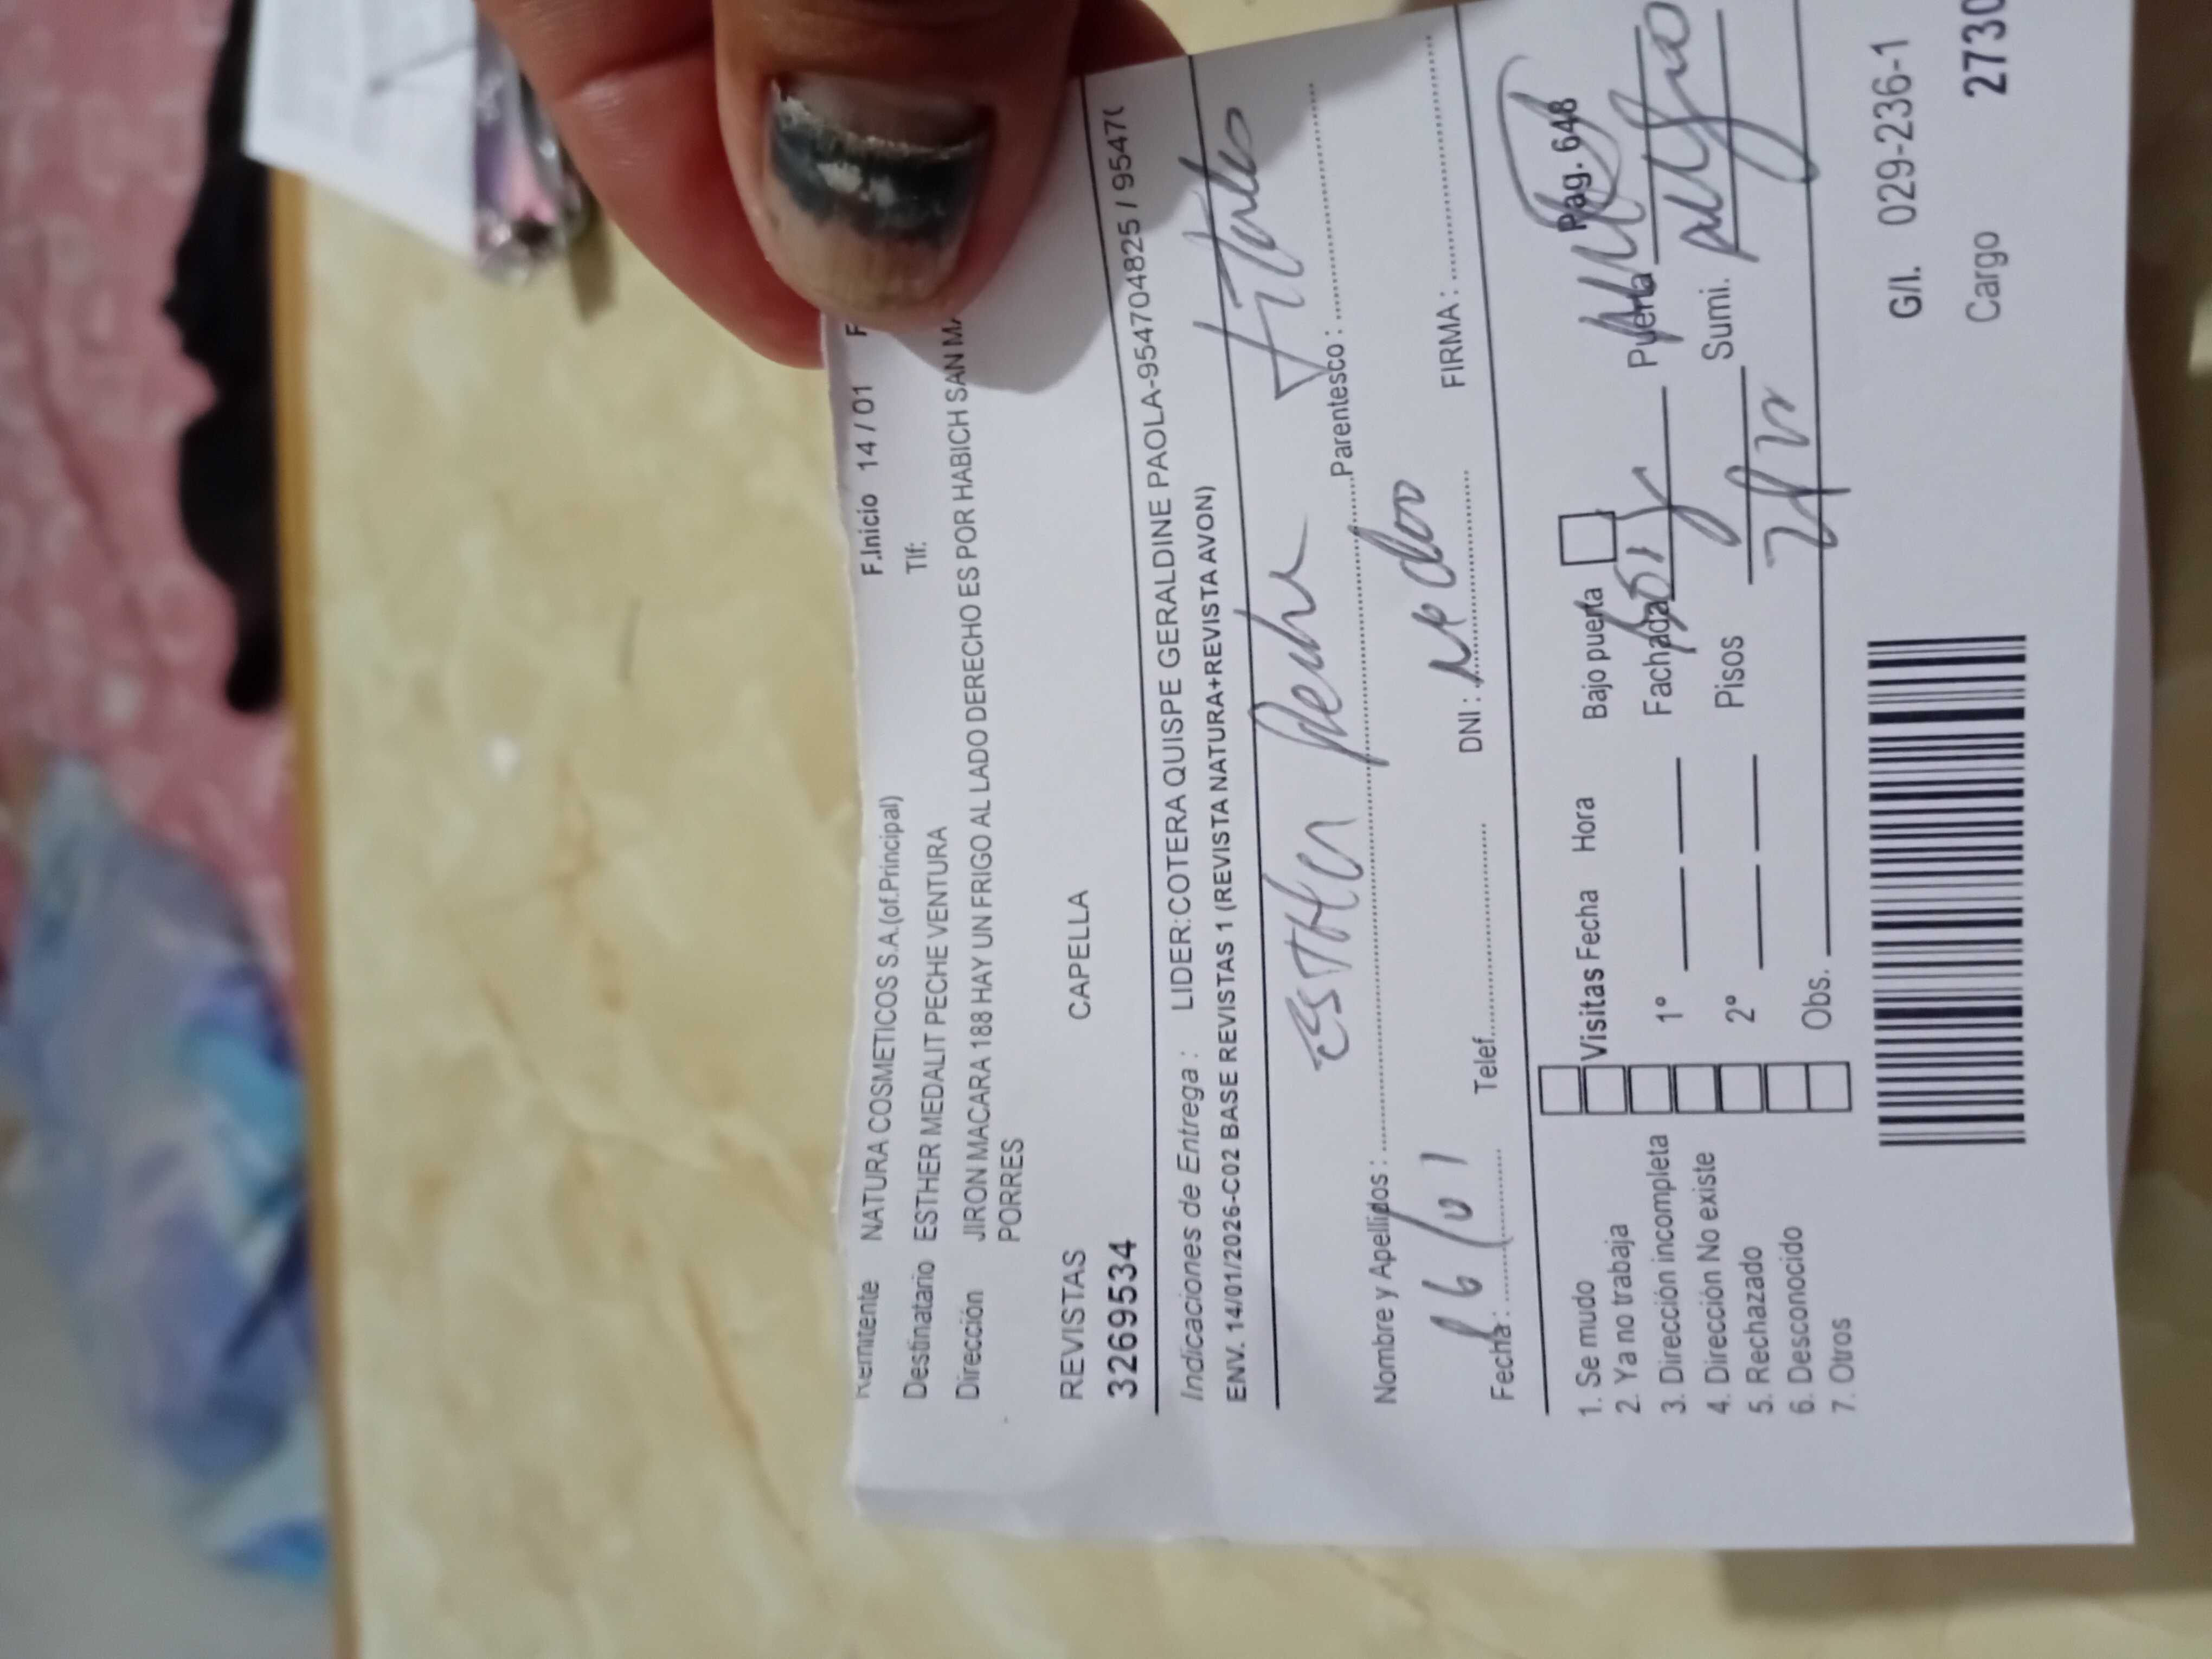 Remitente NATURA COSMETICOS S.A.(of.Principal) F.Inicio 14 / 01 F
Destinatario ESTHER MEDALIT PECHE VENTURA Tlf:
Dirección JIRON MACARA 188 HAY UN FRIGO AL LADO DERECHO ES POR HABICH SAN MA
PORRES
REVISTAS CAPELLA
3269534
Indicaciones de Entrega : LIDER:COTERA QUISPE GERALDINE PAOLA-954704825 / 95470
ENV. 14/01/2026-C02 BASE REVISTAS 1 (REVISTA NATURA+REVISTA AVON)
ESTHER Peche Titular
Nombre y Apellidos : Parentesco :
16/01
Fecha : Telef. DNI : FIRMA :
Pag. 648
1. Se mudo Visitas Fecha Hora Bajo puerta
2. Ya no trabaja 1° Fachada Puerta
3. Dirección incompleta
4. Dirección No existe 2° Pisos Sumi.
5. Rechazado
6. Desconocido Obs.
7. Otros
G/I. 029-236-1
Cargo 2730